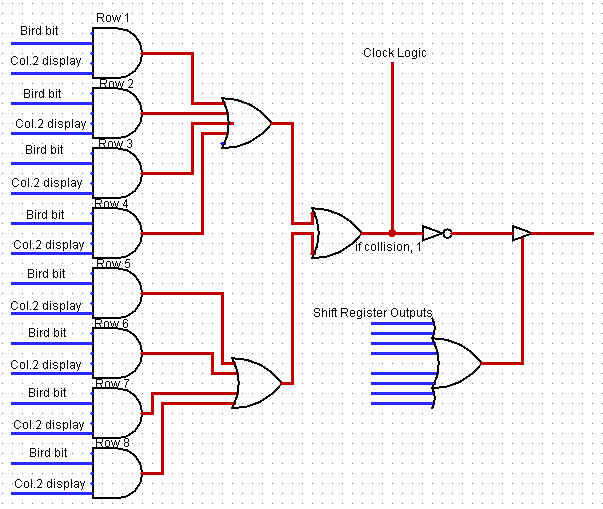 Row 1
Bird bit
Col.2 display
Row 2
Bird bit
Col.2 display
Row 3
Bird bit
Col.2 display
Row 4
Bird bit
Col.2 display
Row 5
Bird bit
Col.2 display
Row 6
Bird bit
Col.2 display
Row 7
Bird bit
Col.2 display
Row 8
Bird bit
Col.2 display
Clock Logic
if collision, 1
Shift Register Outputs